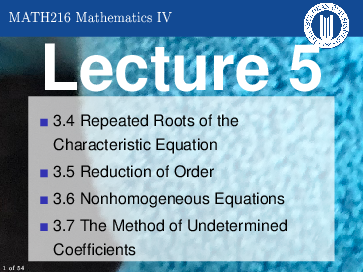 MATH216 Mathematics IV
Lecture 5
3.4 Repeated Roots of the
Characteristic Equation
3.5 Reduction of Order
3.6 Nonhomogeneous Equations
3.7 The Method of Undetermined
Coefficients
1 of 54